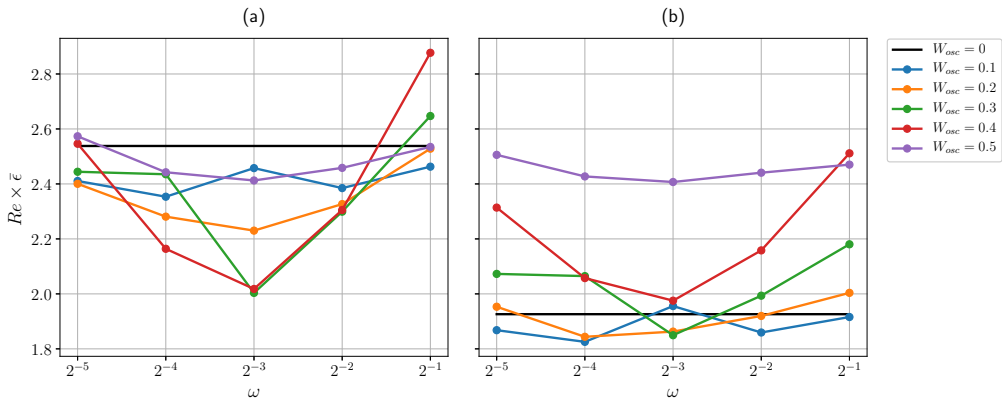 (a)
(b)
Re × ε̄
2.8
2.6
2.4
2.2
2.0
1.8
2⁻⁵ 2⁻⁴ 2⁻³ 2⁻² 2⁻¹
ω
2⁻⁵ 2⁻⁴ 2⁻³ 2⁻² 2⁻¹
ω
W_osc = 0
W_osc = 0.1
W_osc = 0.2
W_osc = 0.3
W_osc = 0.4
W_osc = 0.5